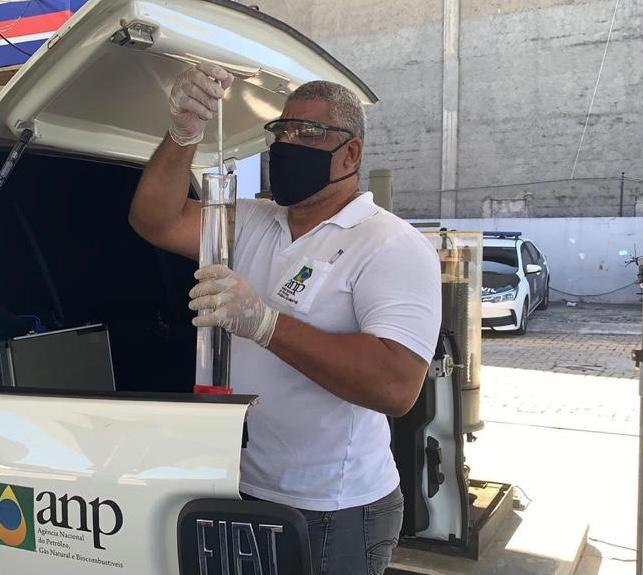 anp
anp
Agência Nacional
do Petróleo,
Gás Natural e Biocombustíveis
FIAT